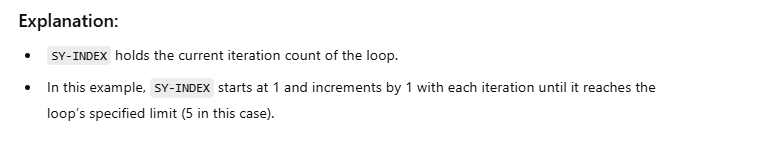 Explanation:
• SY-INDEX holds the current iteration count of the loop.
• In this example, SY-INDEX starts at 1 and increments by 1 with each iteration until it reaches the
loop's specified limit (5 in this case).